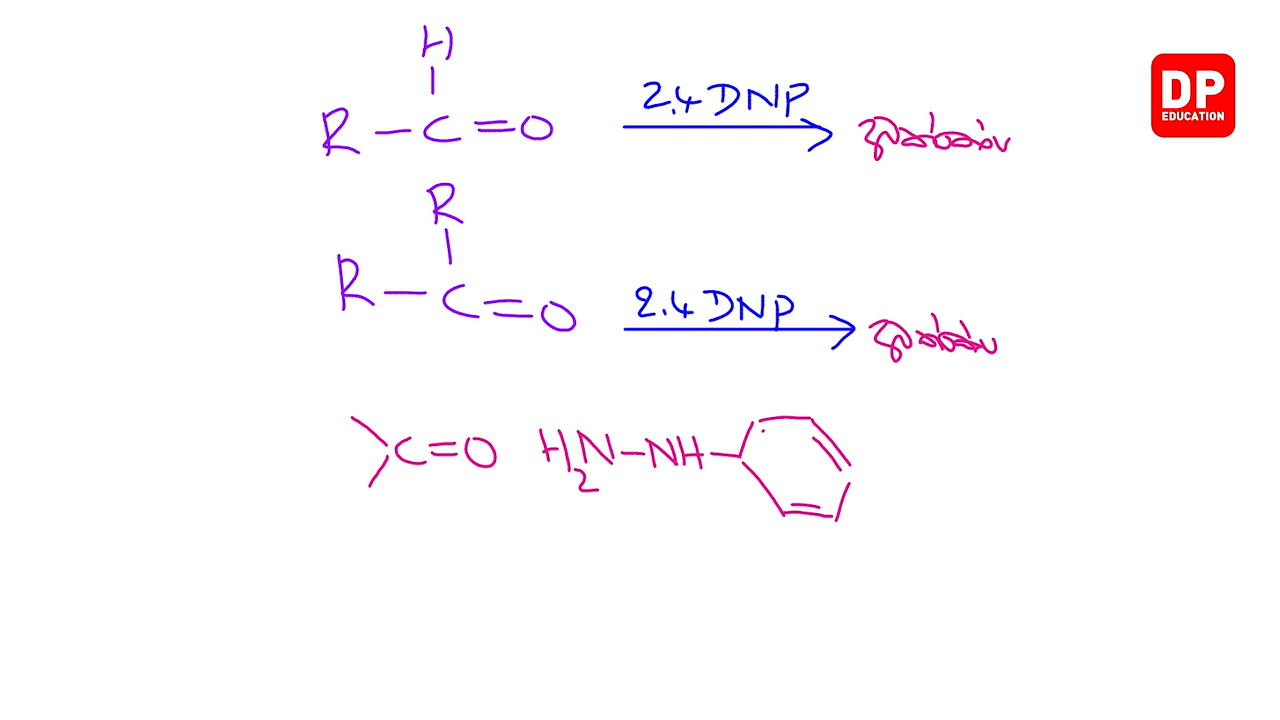 H
R - C = O
2.4 DNP
R
R - C = O
2.4 DNP
C = O H2N - NH -
DP
EDUCATION